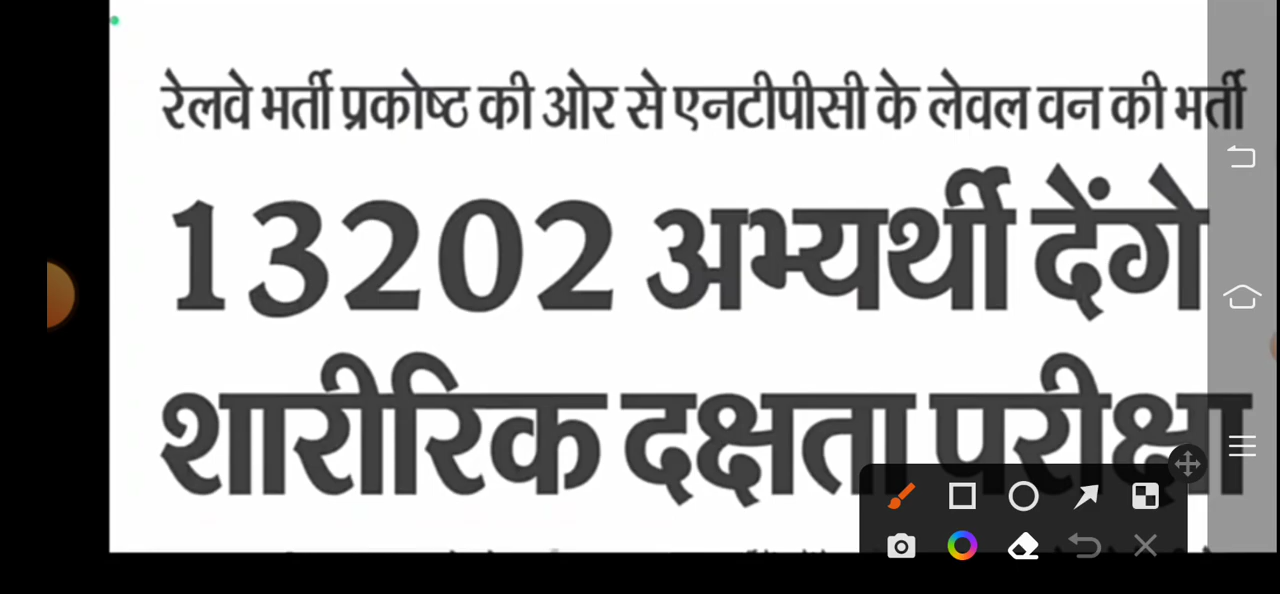 रेलवे भर्ती प्रकोष्ठ की ओर से एनटीपीसी के लेवल वन की भर्ती
13202 अभ्यर्थी देंगे
शारीरिक दक्षता परीक्षा